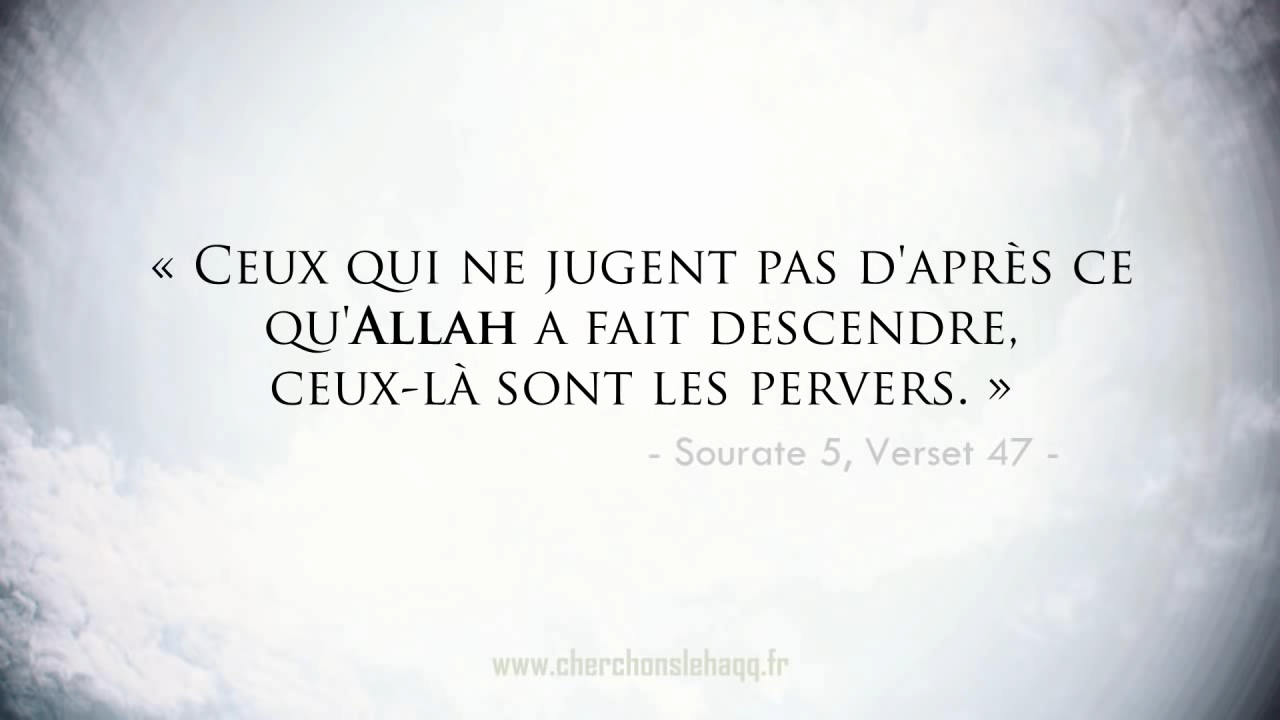 « Ceux qui ne jugent pas d'après ce
qu'Allah a fait descendre,
ceux-là sont les pervers. »
- Sourate 5, Verset 47 -
www.cherchonslehaqq.fr